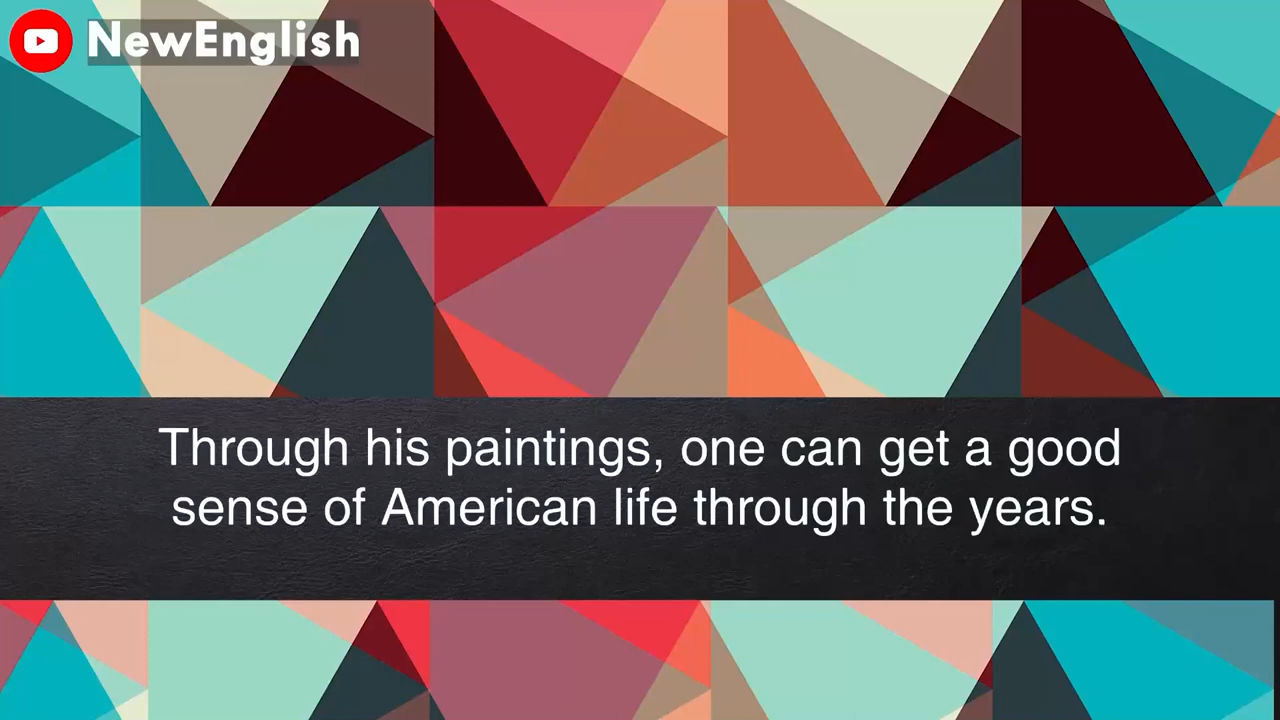 NewEnglish
Through his paintings, one can get a good
sense of American life through the years.